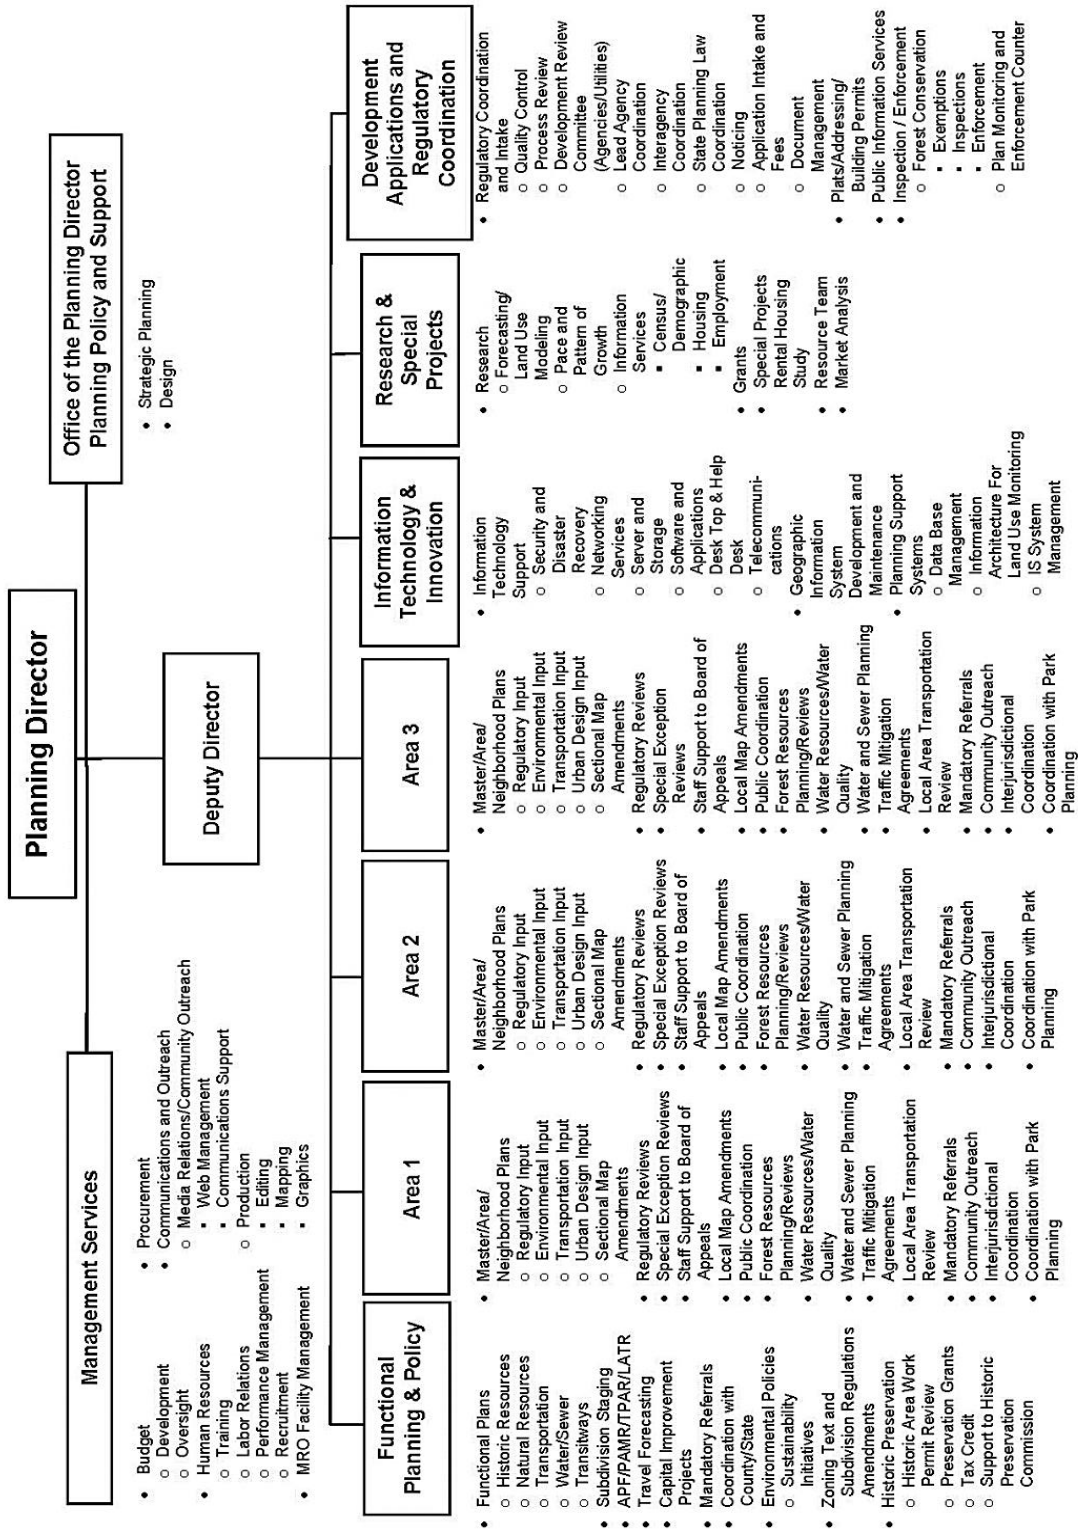 Planning Director
Management Services
• Budget
○ Development
○ Oversight
• Human Resources
○ Training
○ Labor Relations
○ Performance Management
○ Recruitment
• MRO Facility Management
• Procurement
• Communications and Outreach
○ Media Relations/Community Outreach
▪ Web Management
▪ Communications Support
○ Production
▪ Editing
▪ Mapping
▪ Graphics
Office of the Planning Director
Planning Policy and Support
• Strategic Planning
• Design
Deputy Director
Functional
Planning & Policy
• Functional Plans
○ Historic Resources
○ Natural Resources
○ Transportation
○ Water/Sewer
○ Transitways
• Subdivision Staging
• APF/PAMR/TPAR/LATR
• Travel Forecasting
• Capital Improvement
Projects
• Mandatory Referrals
• Coordination with
County/State
• Environmental Policies
○ Sustainability
Initiatives
• Zoning Text and
Subdivision Regulations
Amendments
• Historic Preservation
○ Historic Area Work
Permit Review
○ Preservation Grants
○ Tax Credit
○ Support to Historic
Preservation
Commission
Area 1
• Master/Area/
Neighborhood Plans
○ Regulatory Input
○ Environmental Input
○ Transportation Input
○ Urban Design Input
○ Sectional Map
Amendments
• Regulatory Reviews
• Special Exception Reviews
• Staff Support to Board of
Appeals
• Local Map Amendments
• Public Coordination
• Forest Resources
Planning/Reviews
• Water Resources/Water
Quality
• Water and Sewer Planning
• Traffic Mitigation
Agreements
• Local Area Transportation
Review
• Mandatory Referrals
• Community Outreach
• Interjurisdictional
Coordination
• Coordination with Park
Planning
Area 2
• Master/Area/
Neighborhood Plans
○ Regulatory Input
○ Environmental Input
○ Transportation Input
○ Urban Design Input
○ Sectional Map
Amendments
• Regulatory Reviews
• Special Exception Reviews
• Staff Support to Board of
Appeals
• Local Map Amendments
• Public Coordination
• Forest Resources
Planning/Reviews
• Water Resources/Water
Quality
• Water and Sewer Planning
• Traffic Mitigation
Agreements
• Local Area Transportation
Review
• Mandatory Referrals
• Community Outreach
• Interjurisdictional
Coordination
• Coordination with Park
Planning
Area 3
• Master/Area/
Neighborhood Plans
○ Regulatory Input
○ Environmental Input
○ Transportation Input
○ Urban Design Input
○ Sectional Map
Amendments
• Regulatory Reviews
• Special Exception
Reviews
• Staff Support to Board of
Appeals
• Local Map Amendments
• Public Coordination
• Forest Resources
Planning/Reviews
• Water Resources/Water
Quality
• Water and Sewer Planning
• Traffic Mitigation
Agreements
• Local Area Transportation
Review
• Mandatory Referrals
• Community Outreach
• Interjurisdictional
Coordination
• Coordination with Park
Planning
Information
Technology &
Innovation
• Information
Technology
Support
○ Security and
Disaster
Recovery
○ Networking
Services
○ Server and
Storage
○ Software and
Applications
○ Desk Top & Help
Desk
○ Telecommuni-
cations
• Geographic
Information
System
Development and
Maintenance
• Planning Support
Systems
○ Data Base
Management
○ Information
Architecture For
Land Use Monitoring
○ IS System
Management
Research &
Special
Projects
• Research
○ Forecasting/
Land Use
Modeling
○ Pace and
Pattern of
Growth
○ Information
Services
▪ Census/
Demographic
▪ Housing
▪ Employment
• Grants
• Special Projects
Rental Housing
Study
• Resource Team
• Market Analysis
Development
Applications and
Regulatory
Coordination
• Regulatory Coordination
and Intake
○ Quality Control
○ Process Review
○ Development Review
Committee
(Agencies/Utilities)
○ Lead Agency
Coordination
○ Interagency
Coordination
○ State Planning Law
Coordination
○ Noticing
○ Application Intake and
Fees
○ Document
Management
• Plats/Addressing/
Building Permits
• Public Information Services
• Inspection / Enforcement
○ Forest Conservation
▪ Exemptions
▪ Inspections
▪ Enforcement
○ Plan Monitoring and
Enforcement Counter